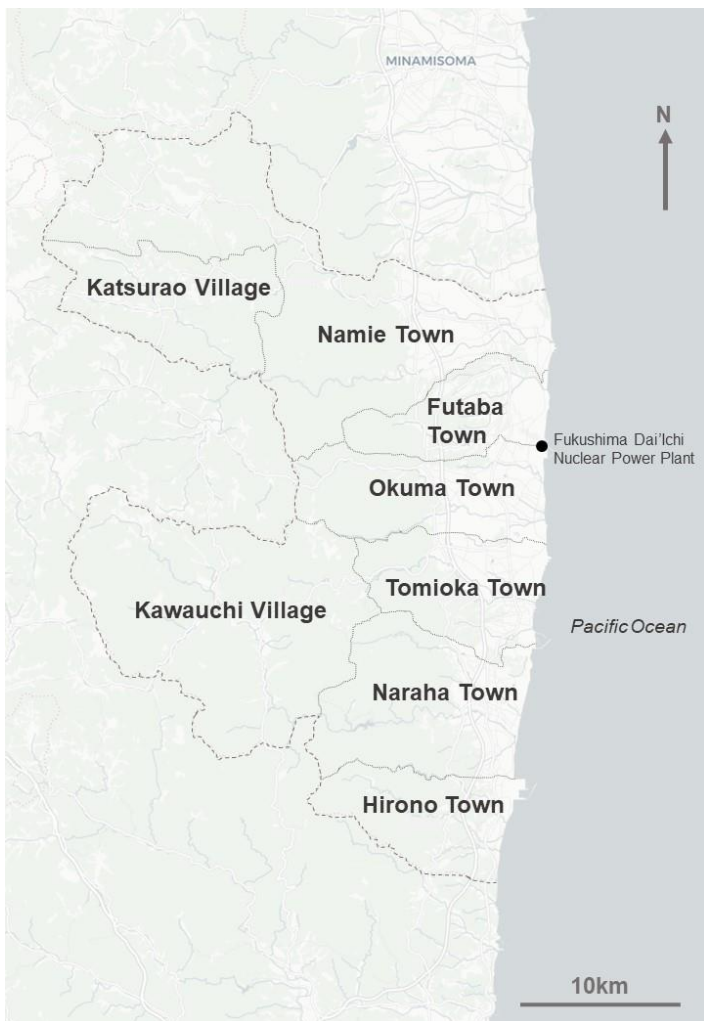 MINAMISOMA
N
Katsurao Village
Namie Town
Futaba
Town
Fukushima Dai'Ichi
Nuclear Power Plant
Okuma Town
Tomioka Town
Kawauchi Village
Pacific Ocean
Naraha Town
Hirono Town
10km